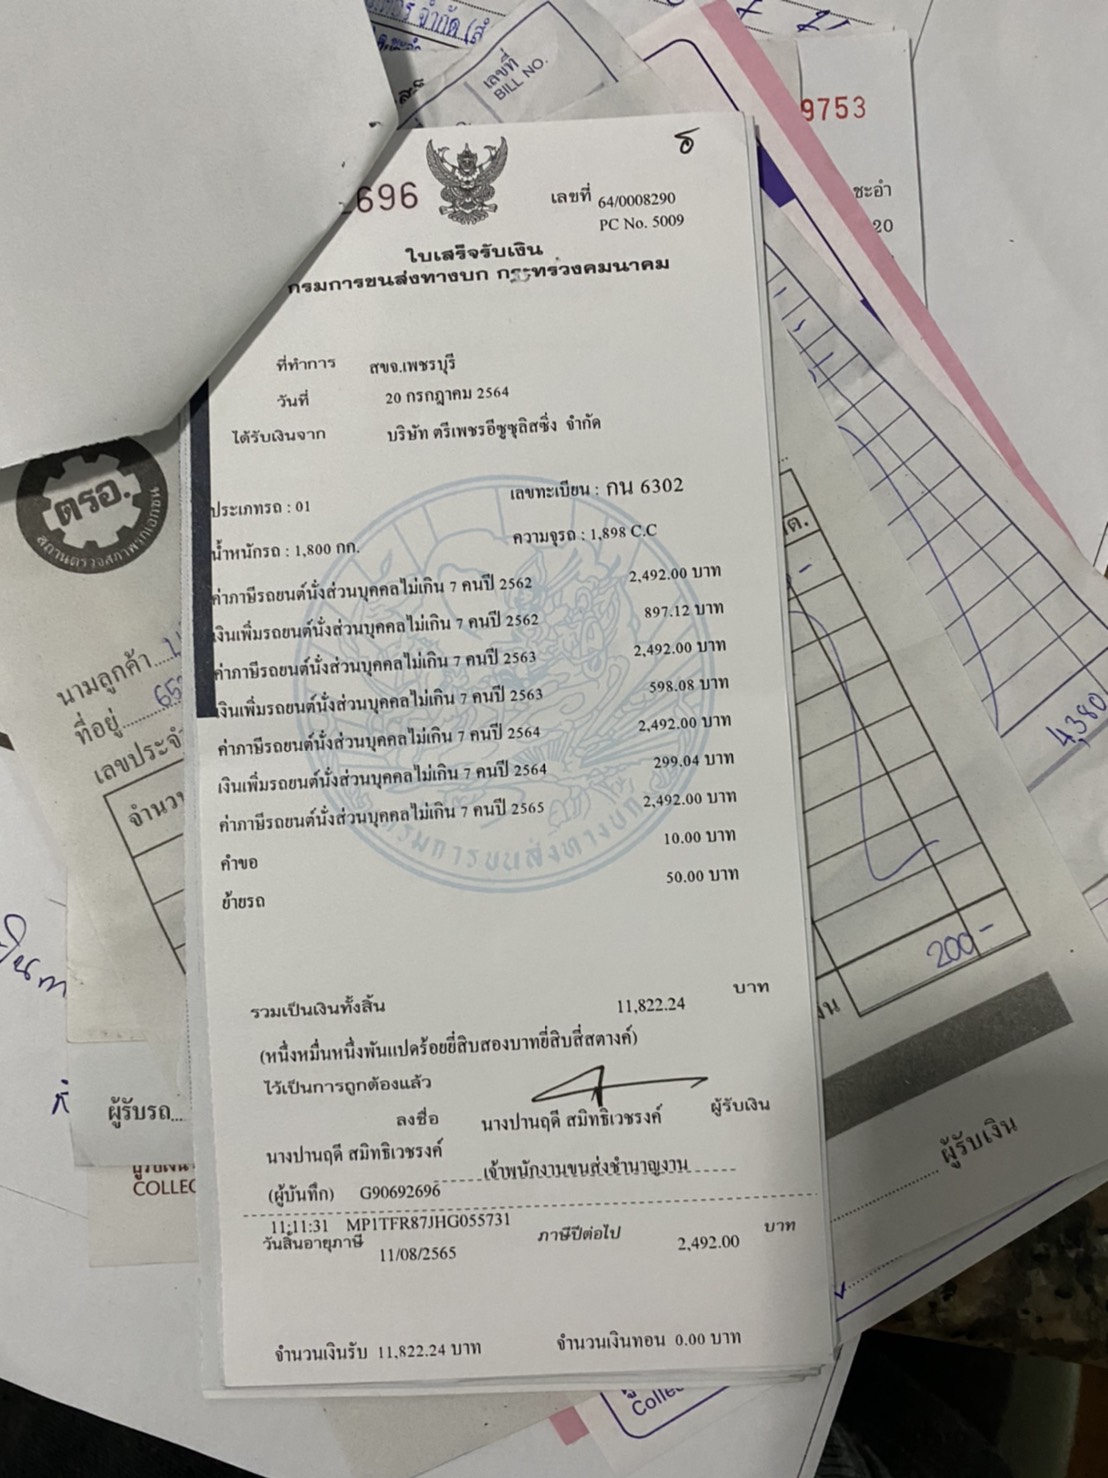 เลขที่
BILL NO.
9753
ชะอำ
20
696
เลขที่ 64/0008290
PC No. 5009
ใบเสร็จรับเงิน
กรมการขนส่งทางบก กระทรวงคมนาคม
ที่ทำการ สขจ.เพชรบุรี
วันที่ 20 กรกฎาคม 2564
ได้รับเงินจาก บริษัท ตรีเพชรอีซูซุลิสซิ่ง จำกัด
ประเภทรถ : 01 เลขทะเบียน : กน 6302
น้ำหนักรถ : 1,800 กก. ความจุรถ : 1,898 C.C
ค่าภาษีรถยนต์นั่งส่วนบุคคลไม่เกิน 7 คนปี 2562 2,492.00 บาท
เงินเพิ่มรถยนต์นั่งส่วนบุคคลไม่เกิน 7 คนปี 2562 897.12 บาท
ค่าภาษีรถยนต์นั่งส่วนบุคคลไม่เกิน 7 คนปี 2563 2,492.00 บาท
เงินเพิ่มรถยนต์นั่งส่วนบุคคลไม่เกิน 7 คนปี 2563 598.08 บาท
ค่าภาษีรถยนต์นั่งส่วนบุคคลไม่เกิน 7 คนปี 2564 2,492.00 บาท
เงินเพิ่มรถยนต์นั่งส่วนบุคคลไม่เกิน 7 คนปี 2564 299.04 บาท
ค่าภาษีรถยนต์นั่งส่วนบุคคลไม่เกิน 7 คนปี 2565 2,492.00 บาท
คำขอ 10.00 บาท
ย้ายรถ 50.00 บาท
กรมการขนส่งทางบก
รวมเป็นเงินทั้งสิ้น 11,822.24 บาท
(หนึ่งหมื่นหนึ่งพันแปดร้อยยี่สิบสองบาทยี่สิบสี่สตางค์)
ไว้เป็นการถูกต้องแล้ว
ลงชื่อ นางปานฤดี สมิทธิเวชรงค์ ผู้รับเงิน
นางปานฤดี สมิทธิเวชรงค์ เจ้าพนักงานขนส่งชำนาญงาน
(ผู้บันทึก) G90692696
11:11:31 MP1TFR87JHG055731
วันสิ้นอายุภาษี 11/08/2565 ภาษีปีต่อไป 2,492.00 บาท
จำนวนเงินรับ 11,822.24 บาท จำนวนเงินทอน 0.00 บาท
ตรอ.
สถานตรวจสภาพรถเอกชน
นามลูกค้า
ที่อยู่
เลขประจำ
จำนวน
ผู้รับรถ
COLLEC
4,380
200-
ผู้รับเงิน
Collec